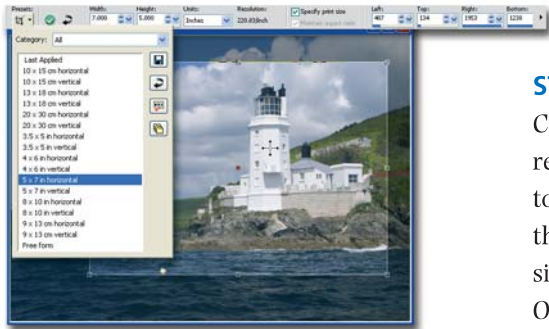 Presets: Width: Height: Units: Resolution: Specify print size Left: Top: Right: Bottom:
7.000 5.000 Inches 220.83/inch Maintain aspect ratio 407 134 1953 1238
Category: All
Last Applied
10 x 15 cm horizontal
10 x 15 cm vertical
13 x 18 cm horizontal
13 x 18 cm vertical
20 x 30 cm horizontal
20 x 30 cm vertical
3.5 x 5 in horizontal
3.5 x 5 in vertical
4 x 6 in horizontal
4 x 6 in vertical
5 x 7 in horizontal
5 x 7 in vertical
8 x 10 in horizontal
8 x 10 in vertical
9 x 13 cm horizontal
9 x 13 cm vertical
Free form